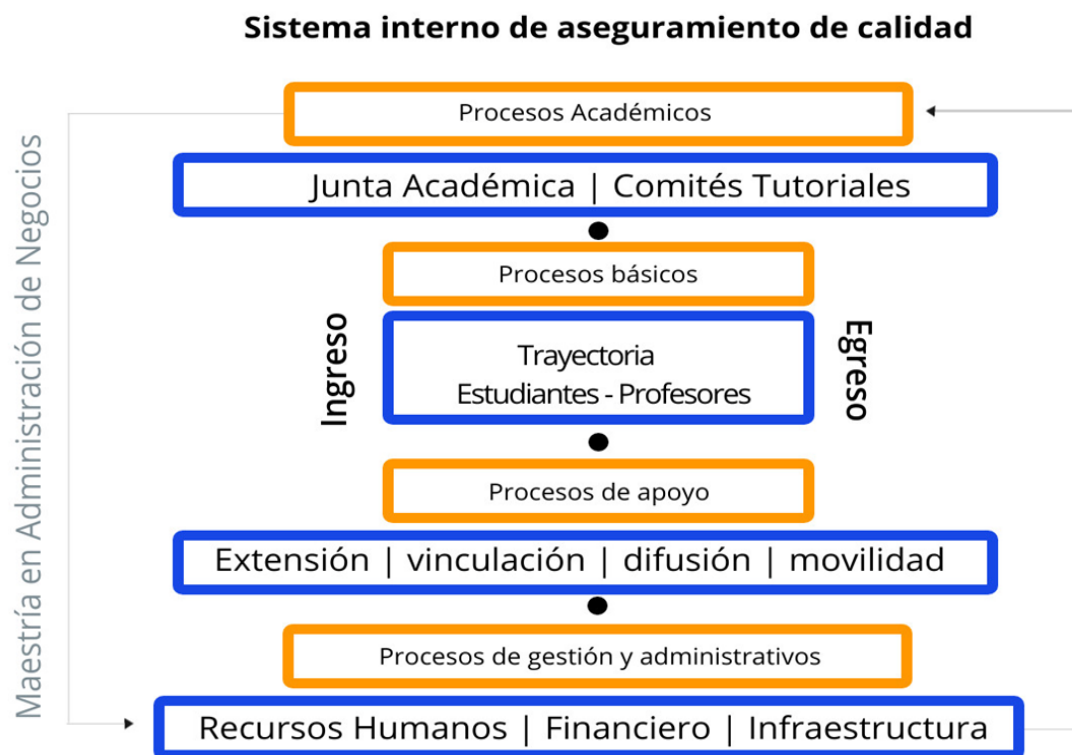 Sistema interno de aseguramiento de calidad
Procesos Académicos
Junta Académica | Comités Tutoriales
Procesos básicos
Ingreso
Trayectoria
Estudiantes - Profesores
Egreso
Procesos de apoyo
Extensión | vinculación | difusión | movilidad
Procesos de gestión y administrativos
Recursos Humanos | Financiero | Infraestructura
Maestría en Administración de Negocios